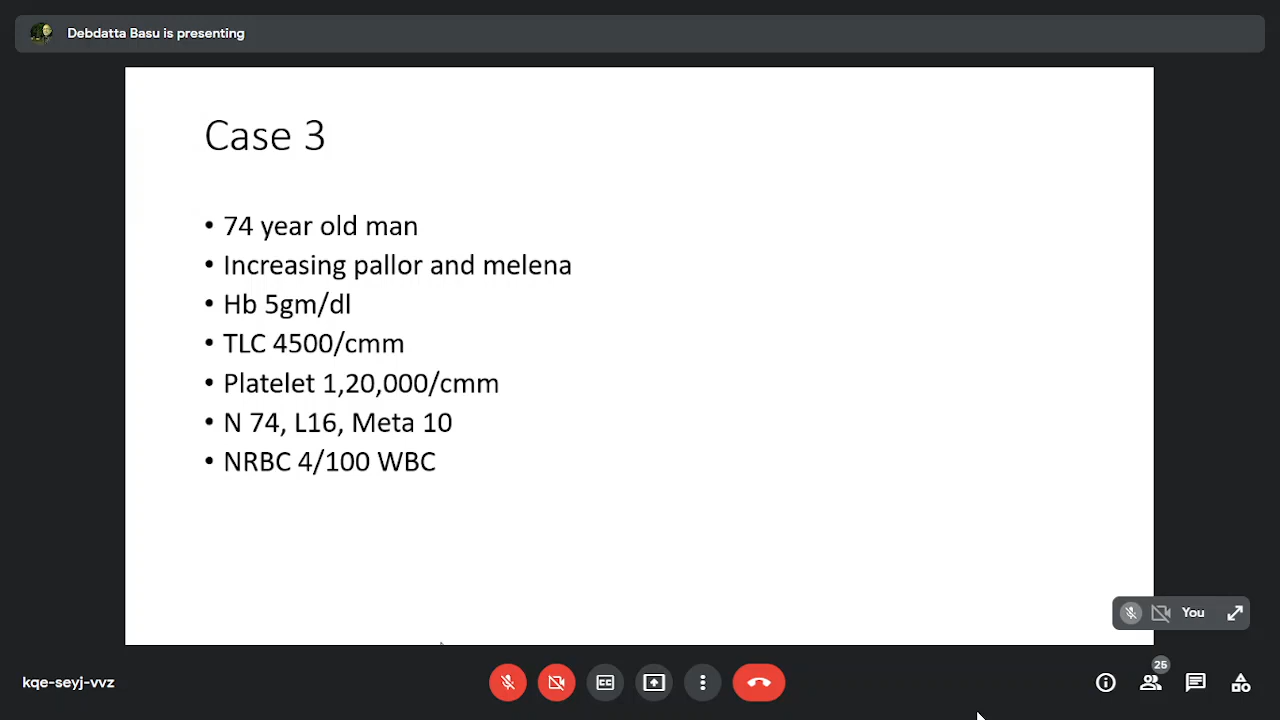 Debdatta Basu is presenting
Case 3
• 74 year old man
• Increasing pallor and melena
• Hb 5gm/dl
• TLC 4500/cmm
• Platelet 1,20,000/cmm
• N 74, L16, Meta 10
• NRBC 4/100 WBC
You
kqe-seyj-vvz
CC
25